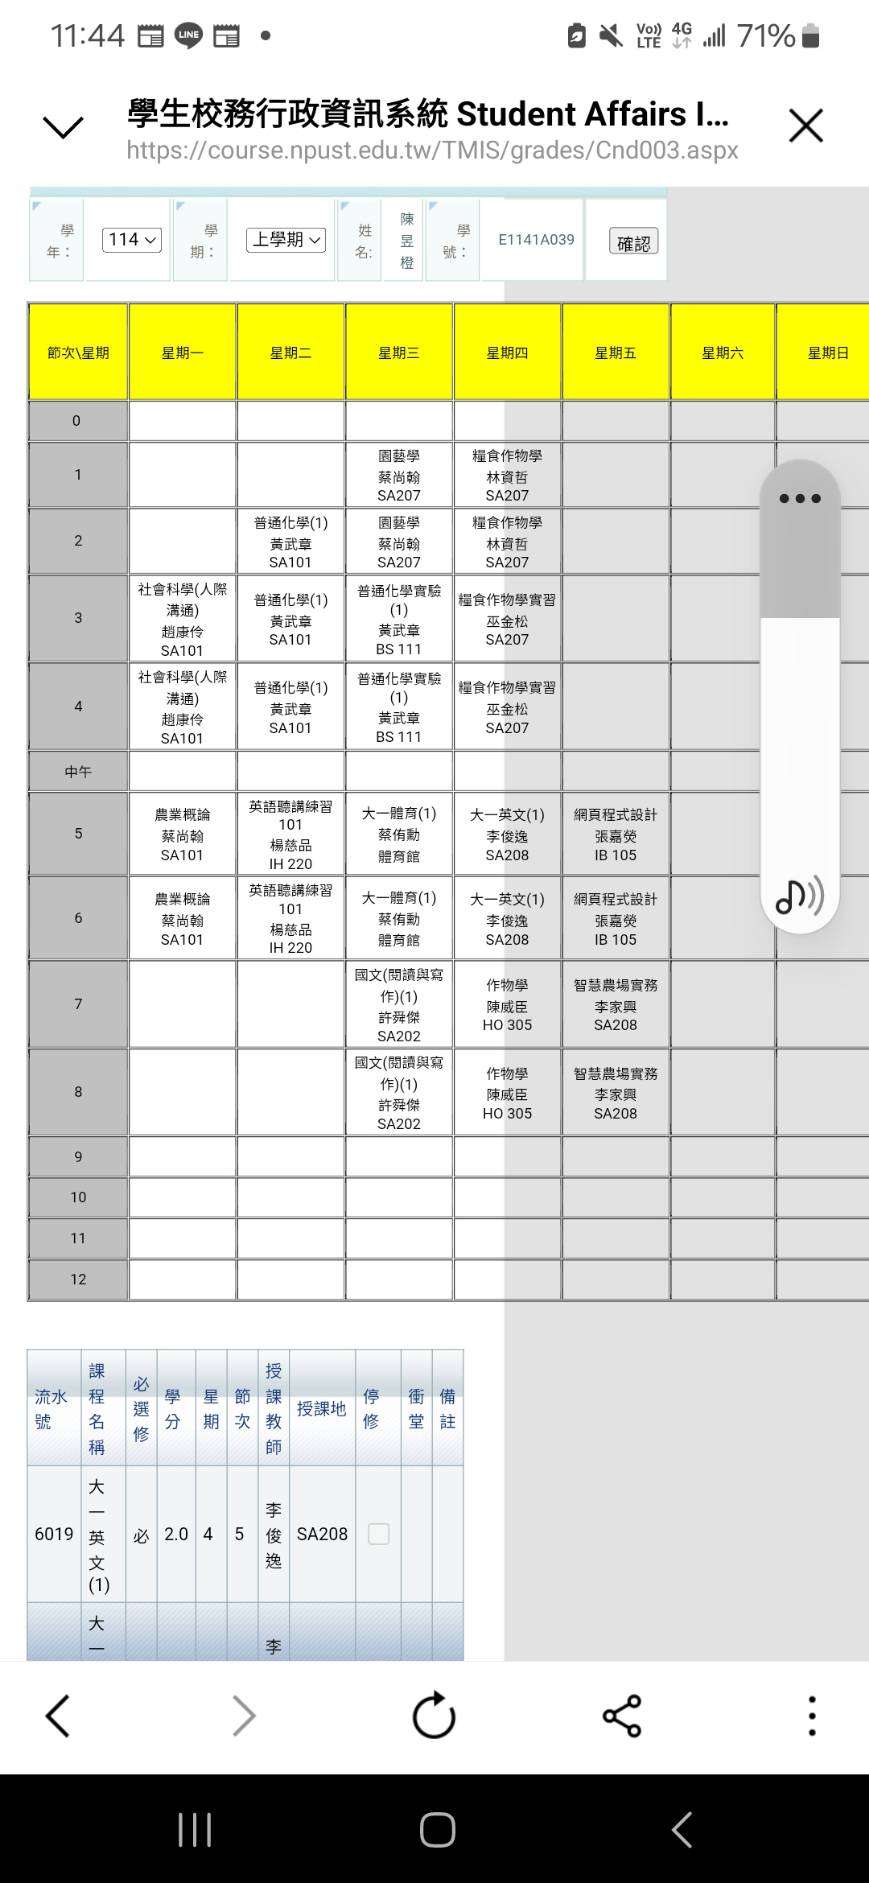 11:44 LINE Vo)) LTE 4G 71%
學生校務行政資訊系統 Student Affairs I...
https://course.npust.edu.tw/TMIS/grades/Cnd003.aspx
學年： 114 學期： 上學期 姓名: 陳昱橙 學號： E1141A039 確認
節次\星期 星期一 星期二 星期三 星期四 星期五 星期六 星期日
0
1
園藝學
蔡尚翰
SA207
糧食作物學
林資哲
SA207
2
普通化學(1)
黃武章
SA101
園藝學
蔡尚翰
SA207
糧食作物學
林資哲
SA207
3
社會科學(人際
溝通)
趙康伶
SA101
普通化學(1)
黃武章
SA101
普通化學實驗
(1)
黃武章
BS 111
糧食作物學實習
巫金松
SA207
4
社會科學(人際
溝通)
趙康伶
SA101
普通化學(1)
黃武章
SA101
普通化學實驗
(1)
黃武章
BS 111
糧食作物學實習
巫金松
SA207
中午
5
農業概論
蔡尚翰
SA101
英語聽講練習
101
楊慈品
IH 220
大一體育(1)
蔡侑勳
體育館
大一英文(1)
李俊逸
SA208
網頁程式設計
張嘉熒
IB 105
6
農業概論
蔡尚翰
SA101
英語聽講練習
101
楊慈品
IH 220
大一體育(1)
蔡侑勳
體育館
大一英文(1)
李俊逸
SA208
網頁程式設計
張嘉熒
IB 105
7
國文(閱讀與寫
作)(1)
許舜傑
SA202
作物學
陳威臣
HO 305
智慧農場實務
李家興
SA208
8
國文(閱讀與寫
作)(1)
許舜傑
SA202
作物學
陳威臣
HO 305
智慧農場實務
李家興
SA208
9
10
11
12
流水號 課程名稱 必選修 學分 星期 節次 授課教師 授課地 停修 衝堂 備註
6019 大一英文(1) 必 2.0 4 5 李俊逸 SA208
大一 李